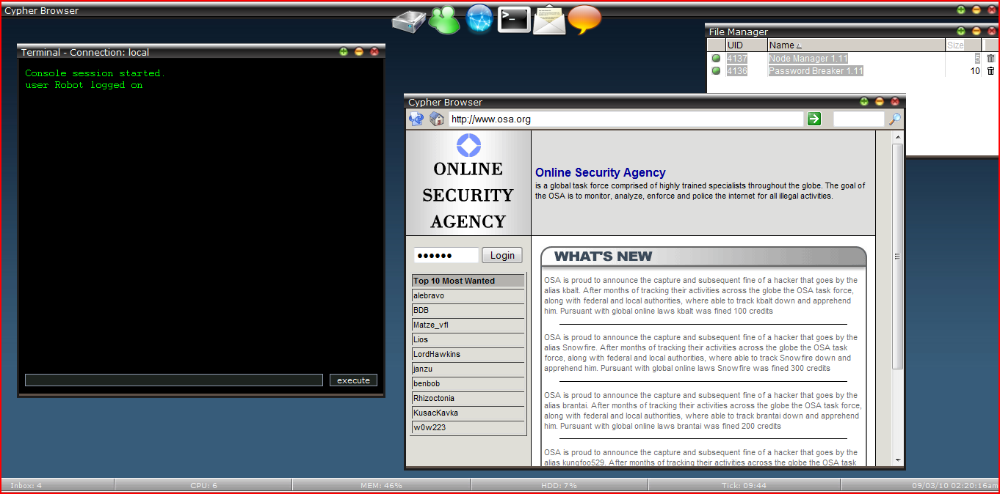 Cypher Browser
>_
Terminal - Connection: local
Console session started.
user Robot logged on
execute
File Manager
UID Name Size
4137 Node Manager 1.11 5
4136 Password Breaker 1.11 10
Cypher Browser
http://www.osa.org
ONLINE
SECURITY
AGENCY
Online Security Agency
is a global task force comprised of highly trained specialists throughout the globe. The goal of
the OSA is to monitor, analyze, enforce and police the internet for all illegal activities.
Login
Top 10 Most Wanted
alebravo
BDB
Matze_vfl
Lios
LordHawkins
janzu
benbob
Rhizoctonia
KusacKavka
w0w223
WHAT'S NEW
OSA is proud to announce the capture and subsequent fine of a hacker that goes by the
alias kbalt. After months of tracking their activities across the globe the OSA task force,
along with federal and local authorities, where able to track kbalt down and apprehend
him. Pursuant with global online laws kbalt was fined 100 credits
OSA is proud to announce the capture and subsequent fine of a hacker that goes by the
alias Snowfire. After months of tracking their activities across the globe the OSA task
force, along with federal and local authorities, where able to track Snowfire down and
apprehend him. Pursuant with global online laws Snowfire was fined 300 credits
OSA is proud to announce the capture and subsequent fine of a hacker that goes by the
alias brantai. After months of tracking their activities across the globe the OSA task force,
along with federal and local authorities, where able to track brantai down and apprehend
him. Pursuant with global online laws brantai was fined 200 credits
OSA is proud to announce the capture and subsequent fine of a hacker that goes by the
alias kungfoo529. After months of tracking their activities across the globe the OSA task
Inbox: 4 CPU: 6 MEM: 46% HDD: 7% Tick: 09:44 09/03/10 02:20:16am